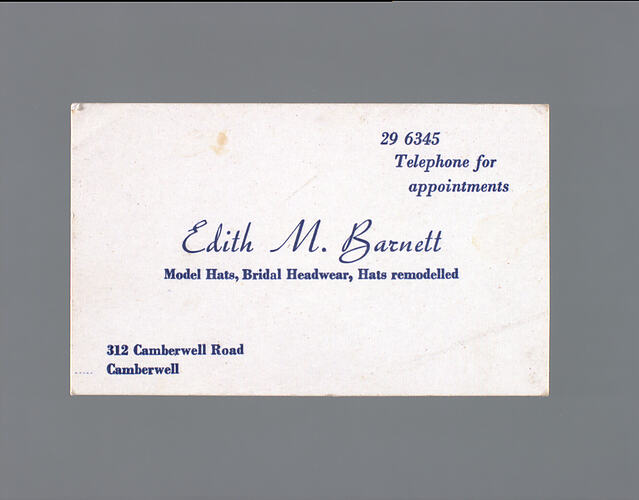 29 6345
Telephone for
appointments
Edith M. Barnett
Model Hats, Bridal Headwear, Hats remodelled
312 Camberwell Road
Camberwell